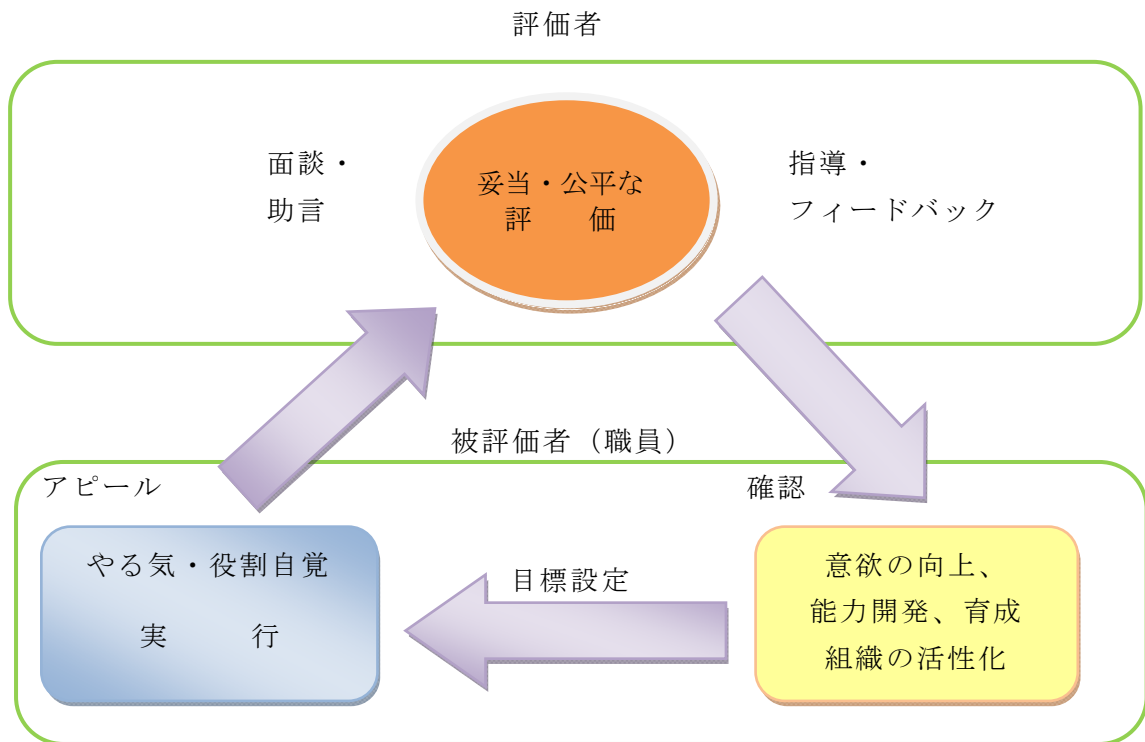 評価者
面談・
助言
妥当・公平な
評　価
指導・
フィードバック
被評価者（職員）
アピール
確認
やる気・役割自覚
実　行
目標設定
意欲の向上、
能力開発、育成
組織の活性化